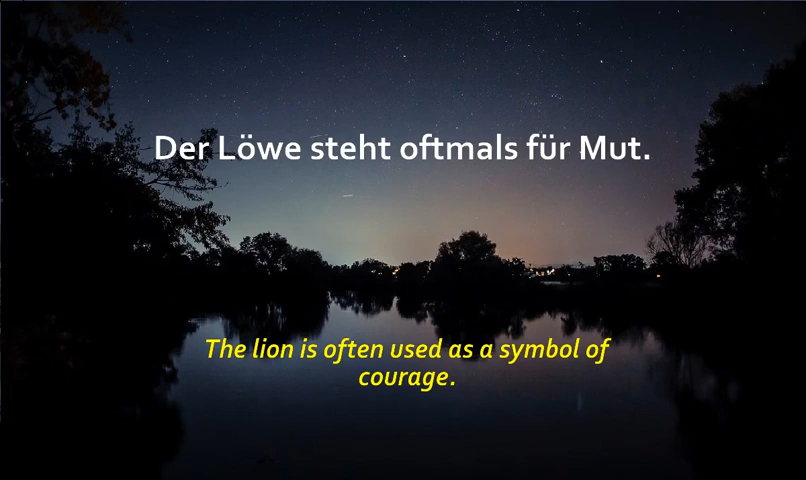 Der Löwe steht oftmals für Mut.
The lion is often used as a symbol of
courage.